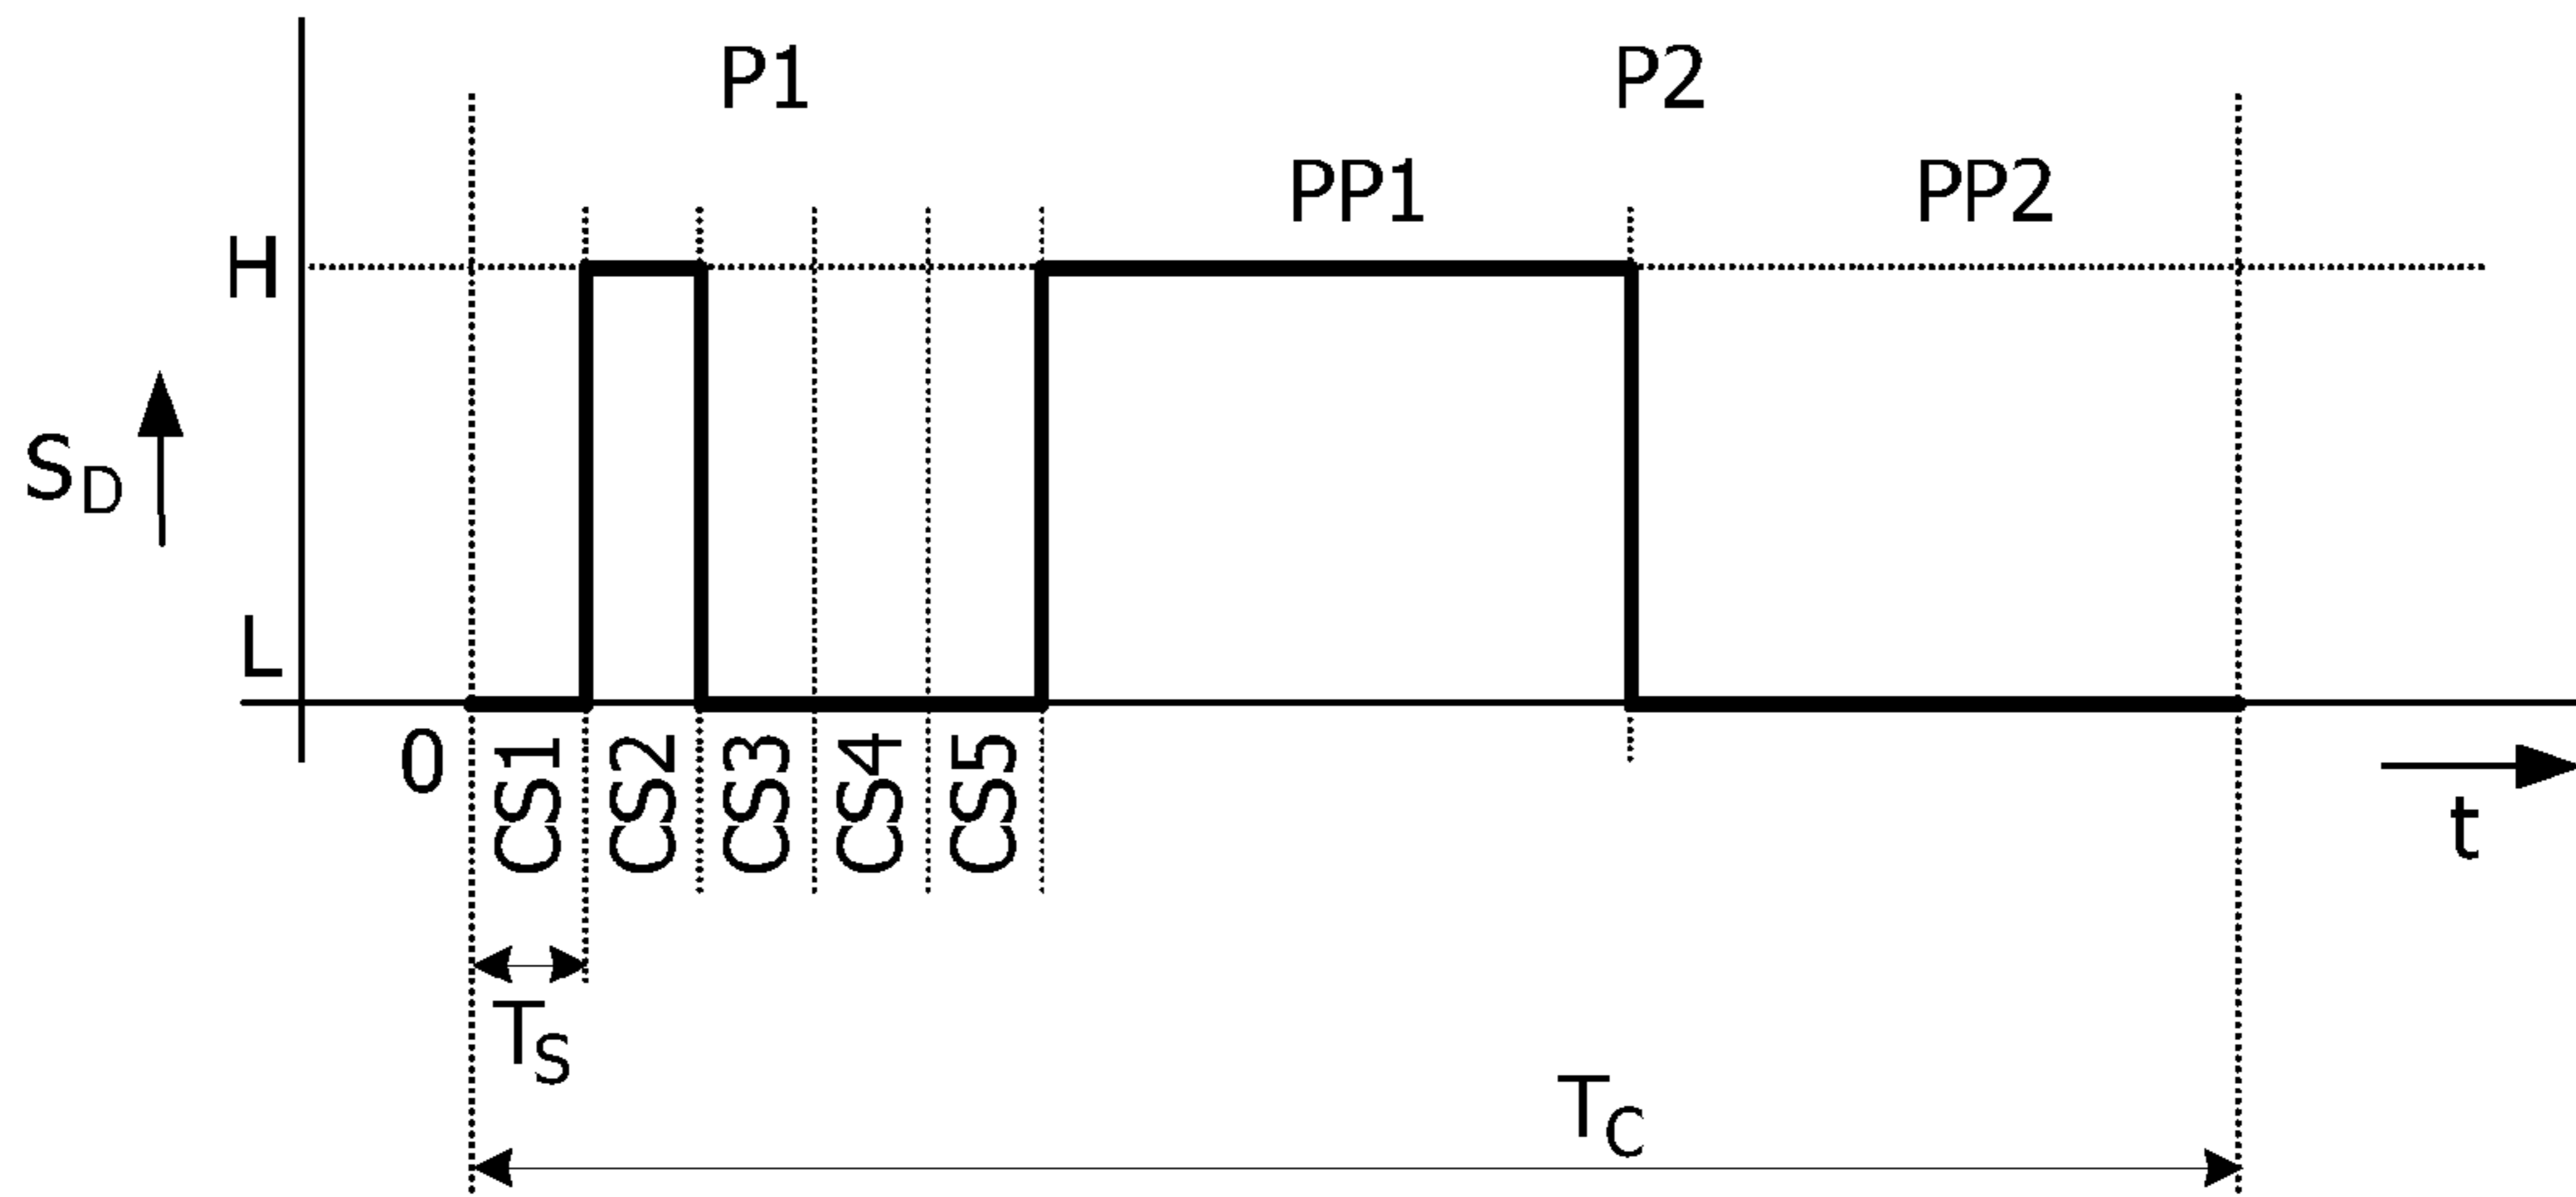 P1 P2
PP1 PP2
H
S_D
L
0 CS1 CS2 CS3 CS4 CS5
t
T_S
T_C